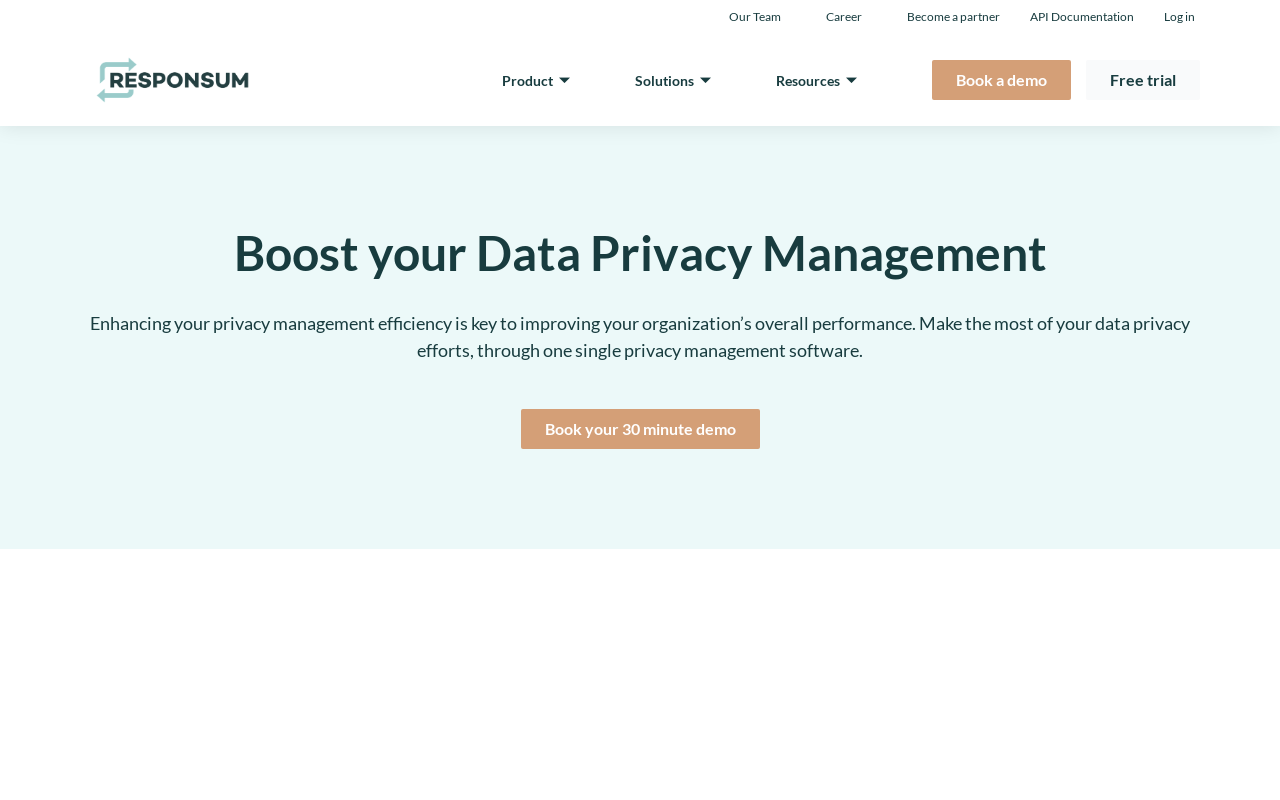 Our Team
Career
Become a partner
API Documentation
Log in
RESPONSUM
Product
Solutions
Resources
Book a demo
Free trial
Boost your Data Privacy Management
Enhancing your privacy management efficiency is key to improving your organization’s overall performance. Make the most of your data privacy
efforts, through one single privacy management software.
Book your 30 minute demo